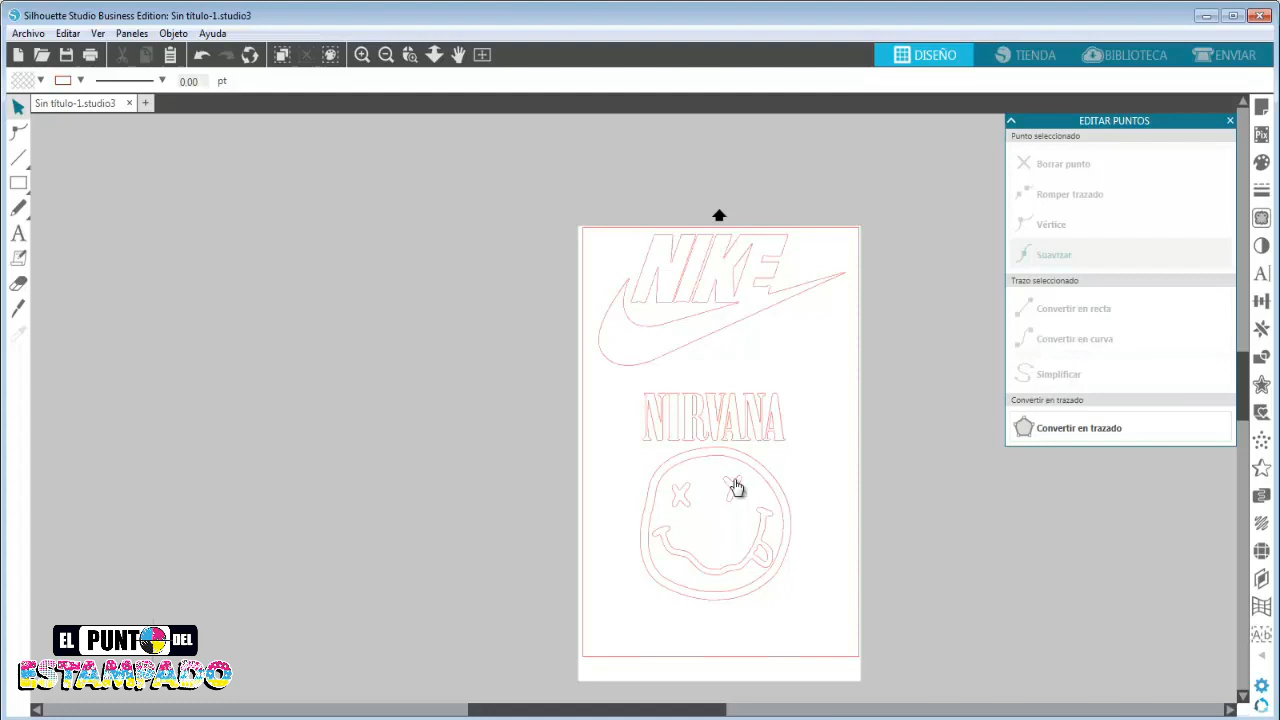 Silhouette Studio Business Edition: Sin título-1.studio3
Archivo Editar Ver Paneles Objeto Ayuda
DISEÑO TIENDA BIBLIOTECA ENVIAR
0.00 pt
Sin título-1.studio3
EDITAR PUNTOS
Punto seleccionado
Borrar punto
Romper trazado
Vértice
Suavizar
Trazo seleccionado
Convertir en recta
Convertir en curva
Simplificar
Convertir en trazado
Convertir en trazado
NIKE
NIRVANA
EL PUNTO DEL
ESTAMPADO